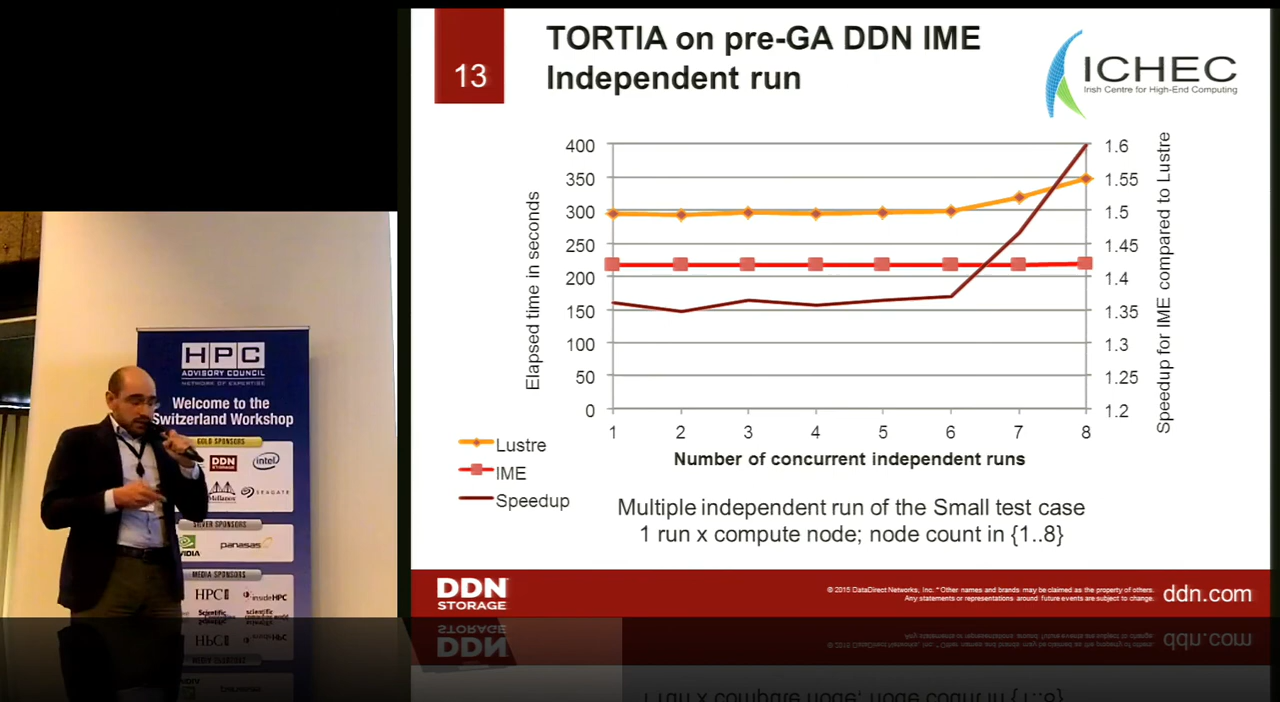 13
TORTIA on pre-GA DDN IME
Independent run
ICHEC
Irish Centre for High-End Computing
400
350
300
250
200
150
100
50
0
Elapsed time in seconds
1.6
1.55
1.5
1.45
1.4
1.35
1.3
1.25
1.2
Speedup for IME compared to Lustre
1 2 3 4 5 6 7 8
Number of concurrent independent runs
Lustre
IME
Speedup
Multiple independent run of the Small test case
1 run x compute node; node count in {1..8}
DDN
STORAGE
© 2015 DataDirect Networks, Inc. * Other names and brands may be claimed as the property of others.
Any statements or representations around future events are subject to change.
ddn.com
HPC
ADVISORY COUNCIL
NETWORK OF EXPERTISE
Welcome to the
Switzerland Workshop
GOLD SPONSORS
DDN
STORAGE
intel
Mellanox
SEAGATE
SILVER SPONSORS
panasas
MEDIA SPONSORS
HPC
insideHPC
Scientific